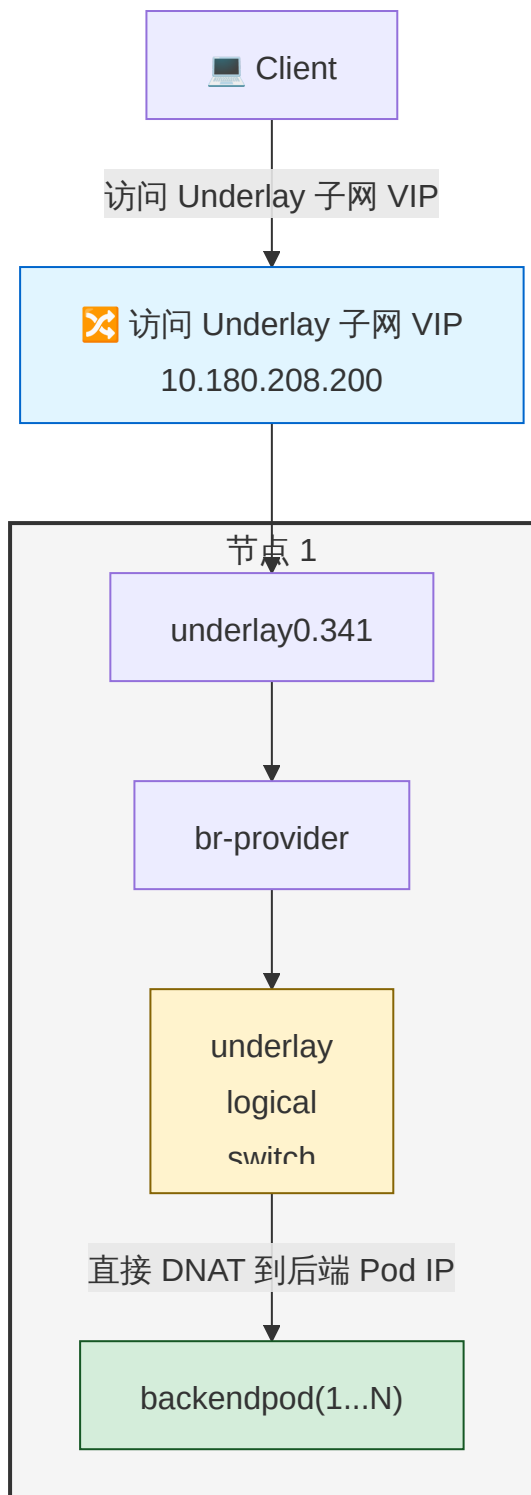 💻 Client
访问 Underlay 子网 VIP
🔀 访问 Underlay 子网 VIP
10.180.208.200
节点 1
underlay0.341
br-provider
underlay
logical
switch
直接 DNAT 到后端 Pod IP
backendpod(1...N)